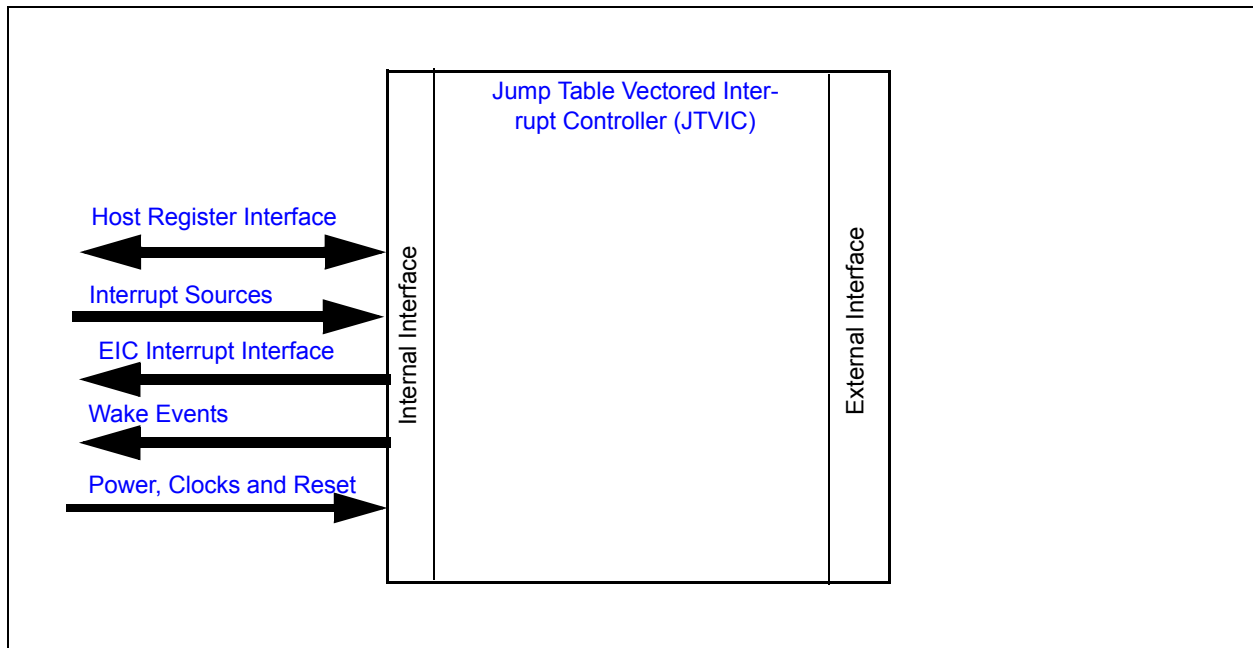 Jump Table Vectored Inter-
rupt Controller (JTVIC)
Host Register Interface
Interrupt Sources
EIC Interrupt Interface
Wake Events
Power, Clocks and Reset
Internal Interface
External Interface